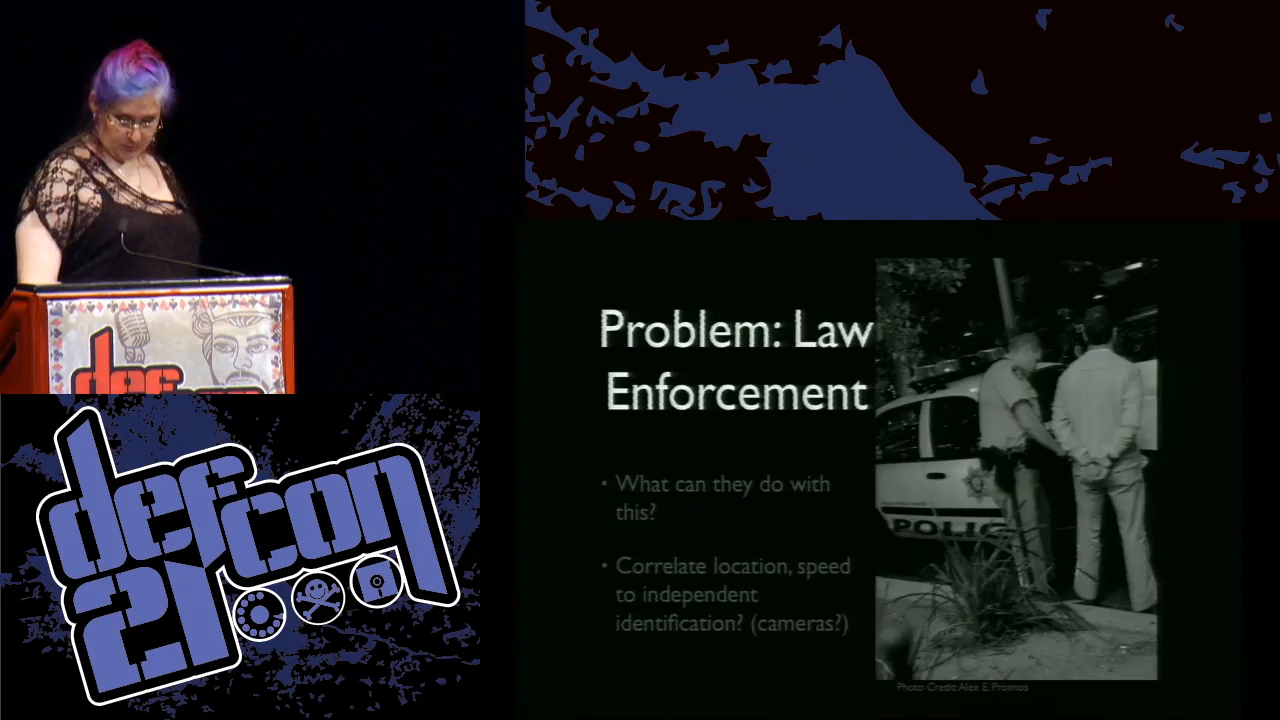 def
defcon
21
Problem: Law
Enforcement
• What can they do with
this?
• Correlate location, speed
to independent
identification? (cameras?)
POLIC
Photo Credit: Alex E. Proimos